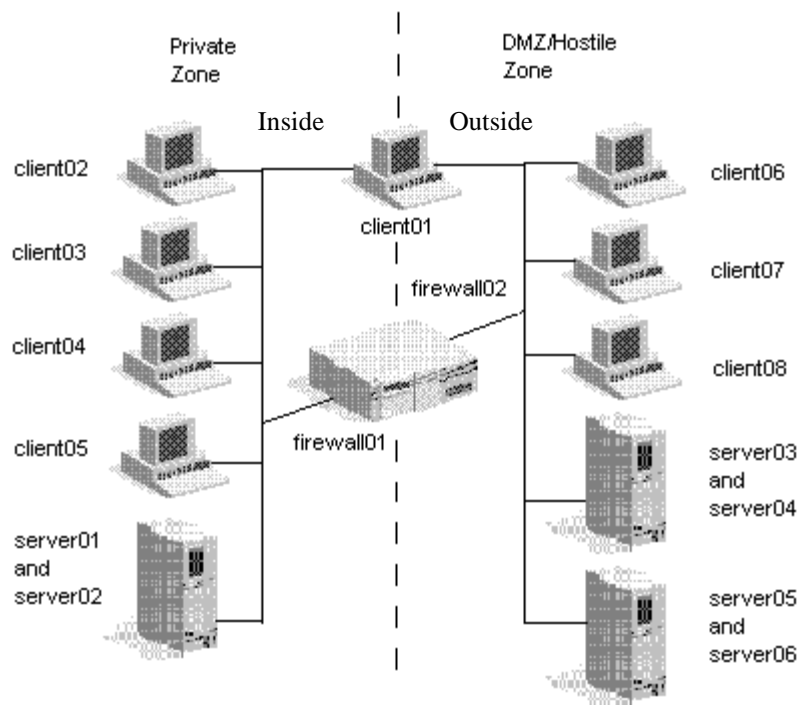 Private
Zone
DMZ/Hostile
Zone
Inside
Outside
client02
client01
client06
client03
firewall02
client07
client04
client08
client05
firewall01
server03
and
server04
server01
and
server02
server05
and
server06